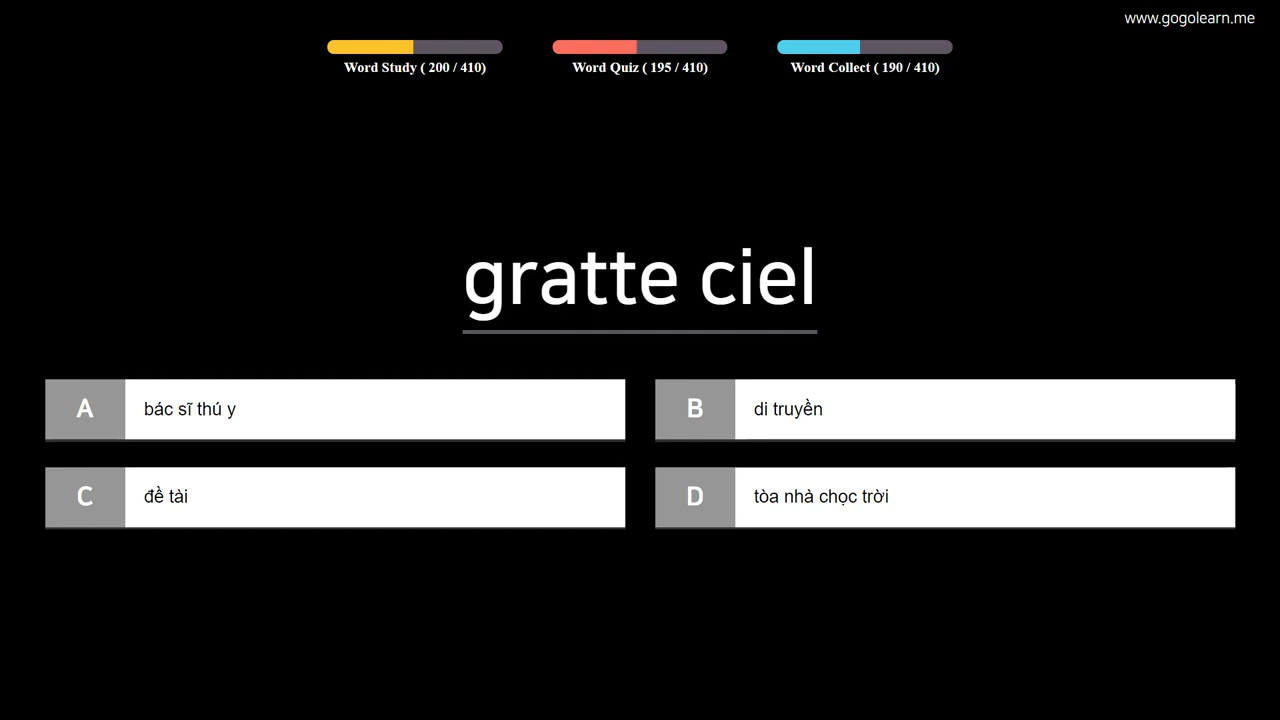 www.gogolearn.me
Word Study ( 200 / 410)
Word Quiz ( 195 / 410)
Word Collect ( 190 / 410)
gratte ciel
A bác sĩ thú y
B di truyền
C đề tài
D tòa nhà chọc trời